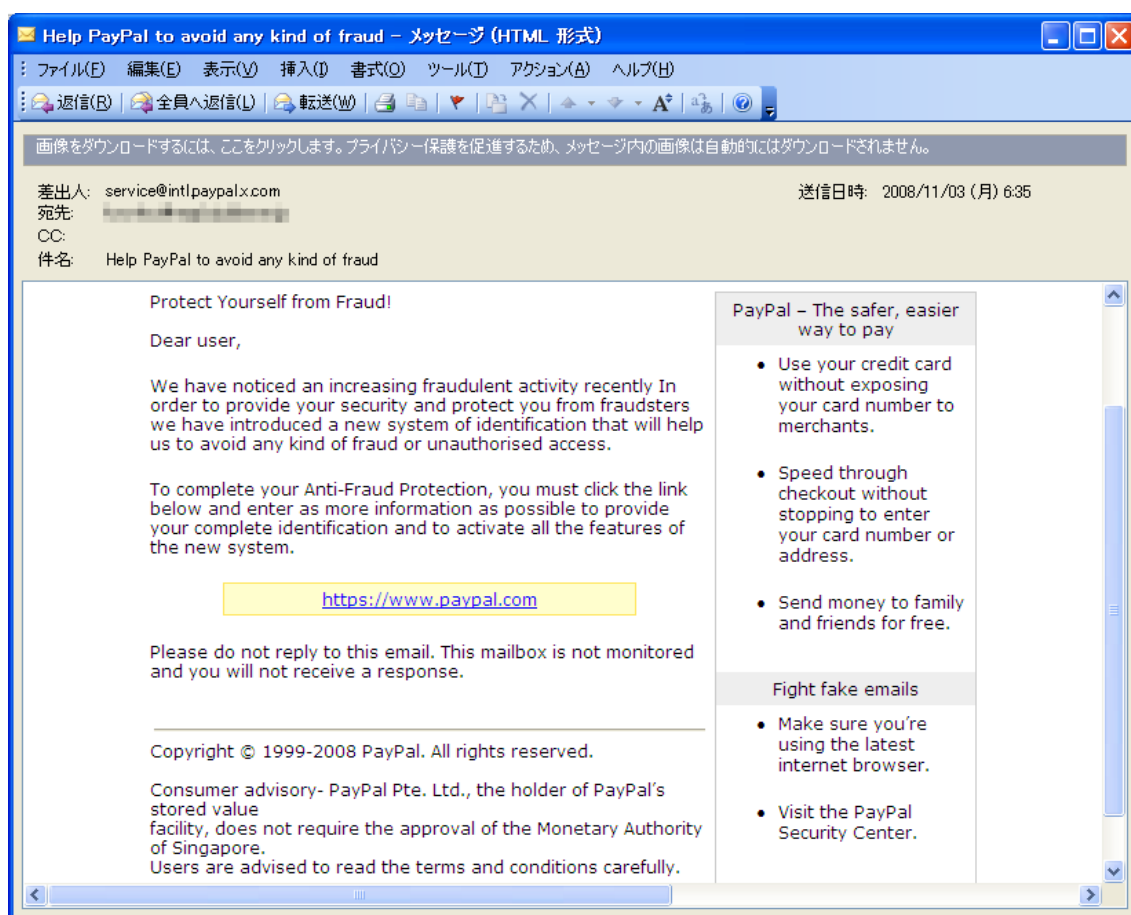 Help PayPal to avoid any kind of fraud – メッセージ (HTML 形式)
ファイル(F) 編集(E) 表示(V) 挿入(I) 書式(O) ツール(T) アクション(A) ヘルプ(H)
返信(R) 全員へ返信(L) 転送(W)
画像をダウンロードするには、ここをクリックします。プライバシー保護を促進するため、メッセージ内の画像は自動的にはダウンロードされません。
差出人: service@intlpaypalx.com 送信日時: 2008/11/03 (月) 6:35
宛先:
CC:
件名: Help PayPal to avoid any kind of fraud
Protect Yourself from Fraud!
Dear user,
We have noticed an increasing fraudulent activity recently In
order to provide your security and protect you from fraudsters
we have introduced a new system of identification that will help
us to avoid any kind of fraud or unauthorised access.
To complete your Anti-Fraud Protection, you must click the link
below and enter as more information as possible to provide
your complete identification and to activate all the features of
the new system.
https://www.paypal.com
Please do not reply to this email. This mailbox is not monitored
and you will not receive a response.
Copyright © 1999-2008 PayPal. All rights reserved.
Consumer advisory- PayPal Pte. Ltd., the holder of PayPal's
stored value
facility, does not require the approval of the Monetary Authority
of Singapore.
Users are advised to read the terms and conditions carefully.
PayPal – The safer, easier
way to pay
• Use your credit card
without exposing
your card number to
merchants.
• Speed through
checkout without
stopping to enter
your card number or
address.
• Send money to family
and friends for free.
Fight fake emails
• Make sure you're
using the latest
internet browser.
• Visit the PayPal
Security Center.